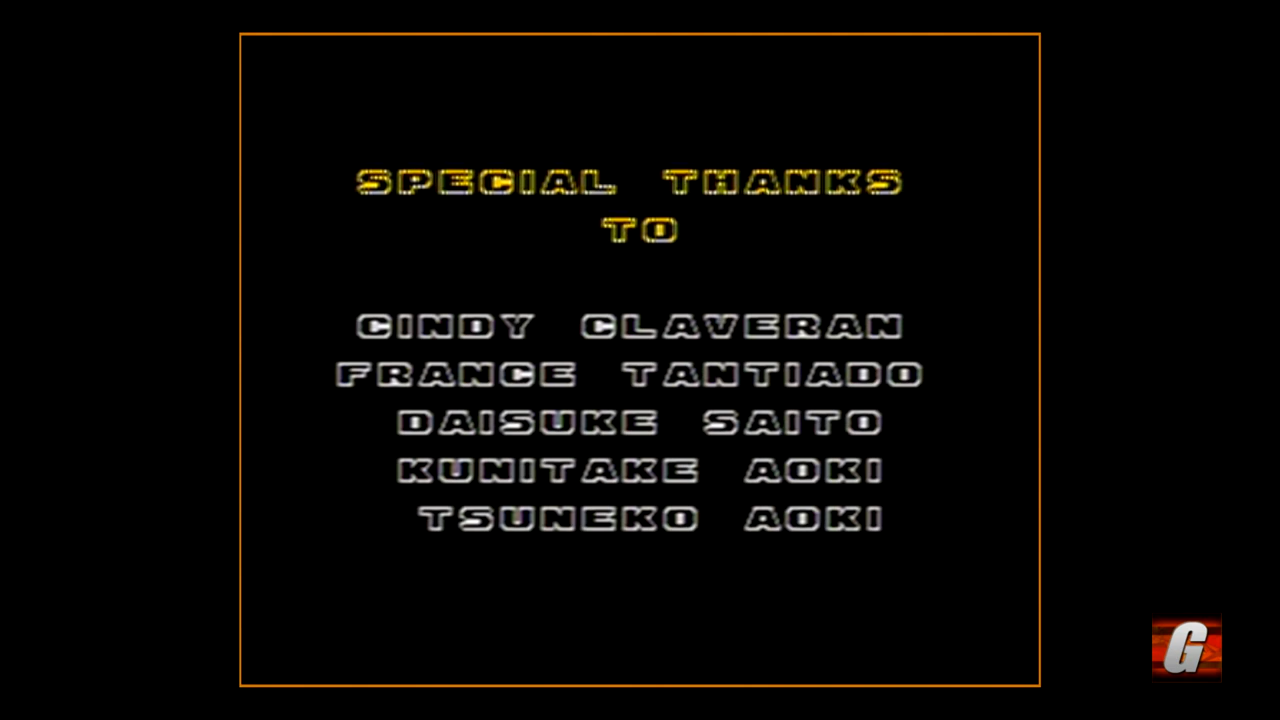 SPECIAL THANKS
TO
CINDY CLAVERAN
FRANCE TANTIADO
DAISUKE SAITO
KUNITAKE AOKI
TSUNEKO AOKI
G